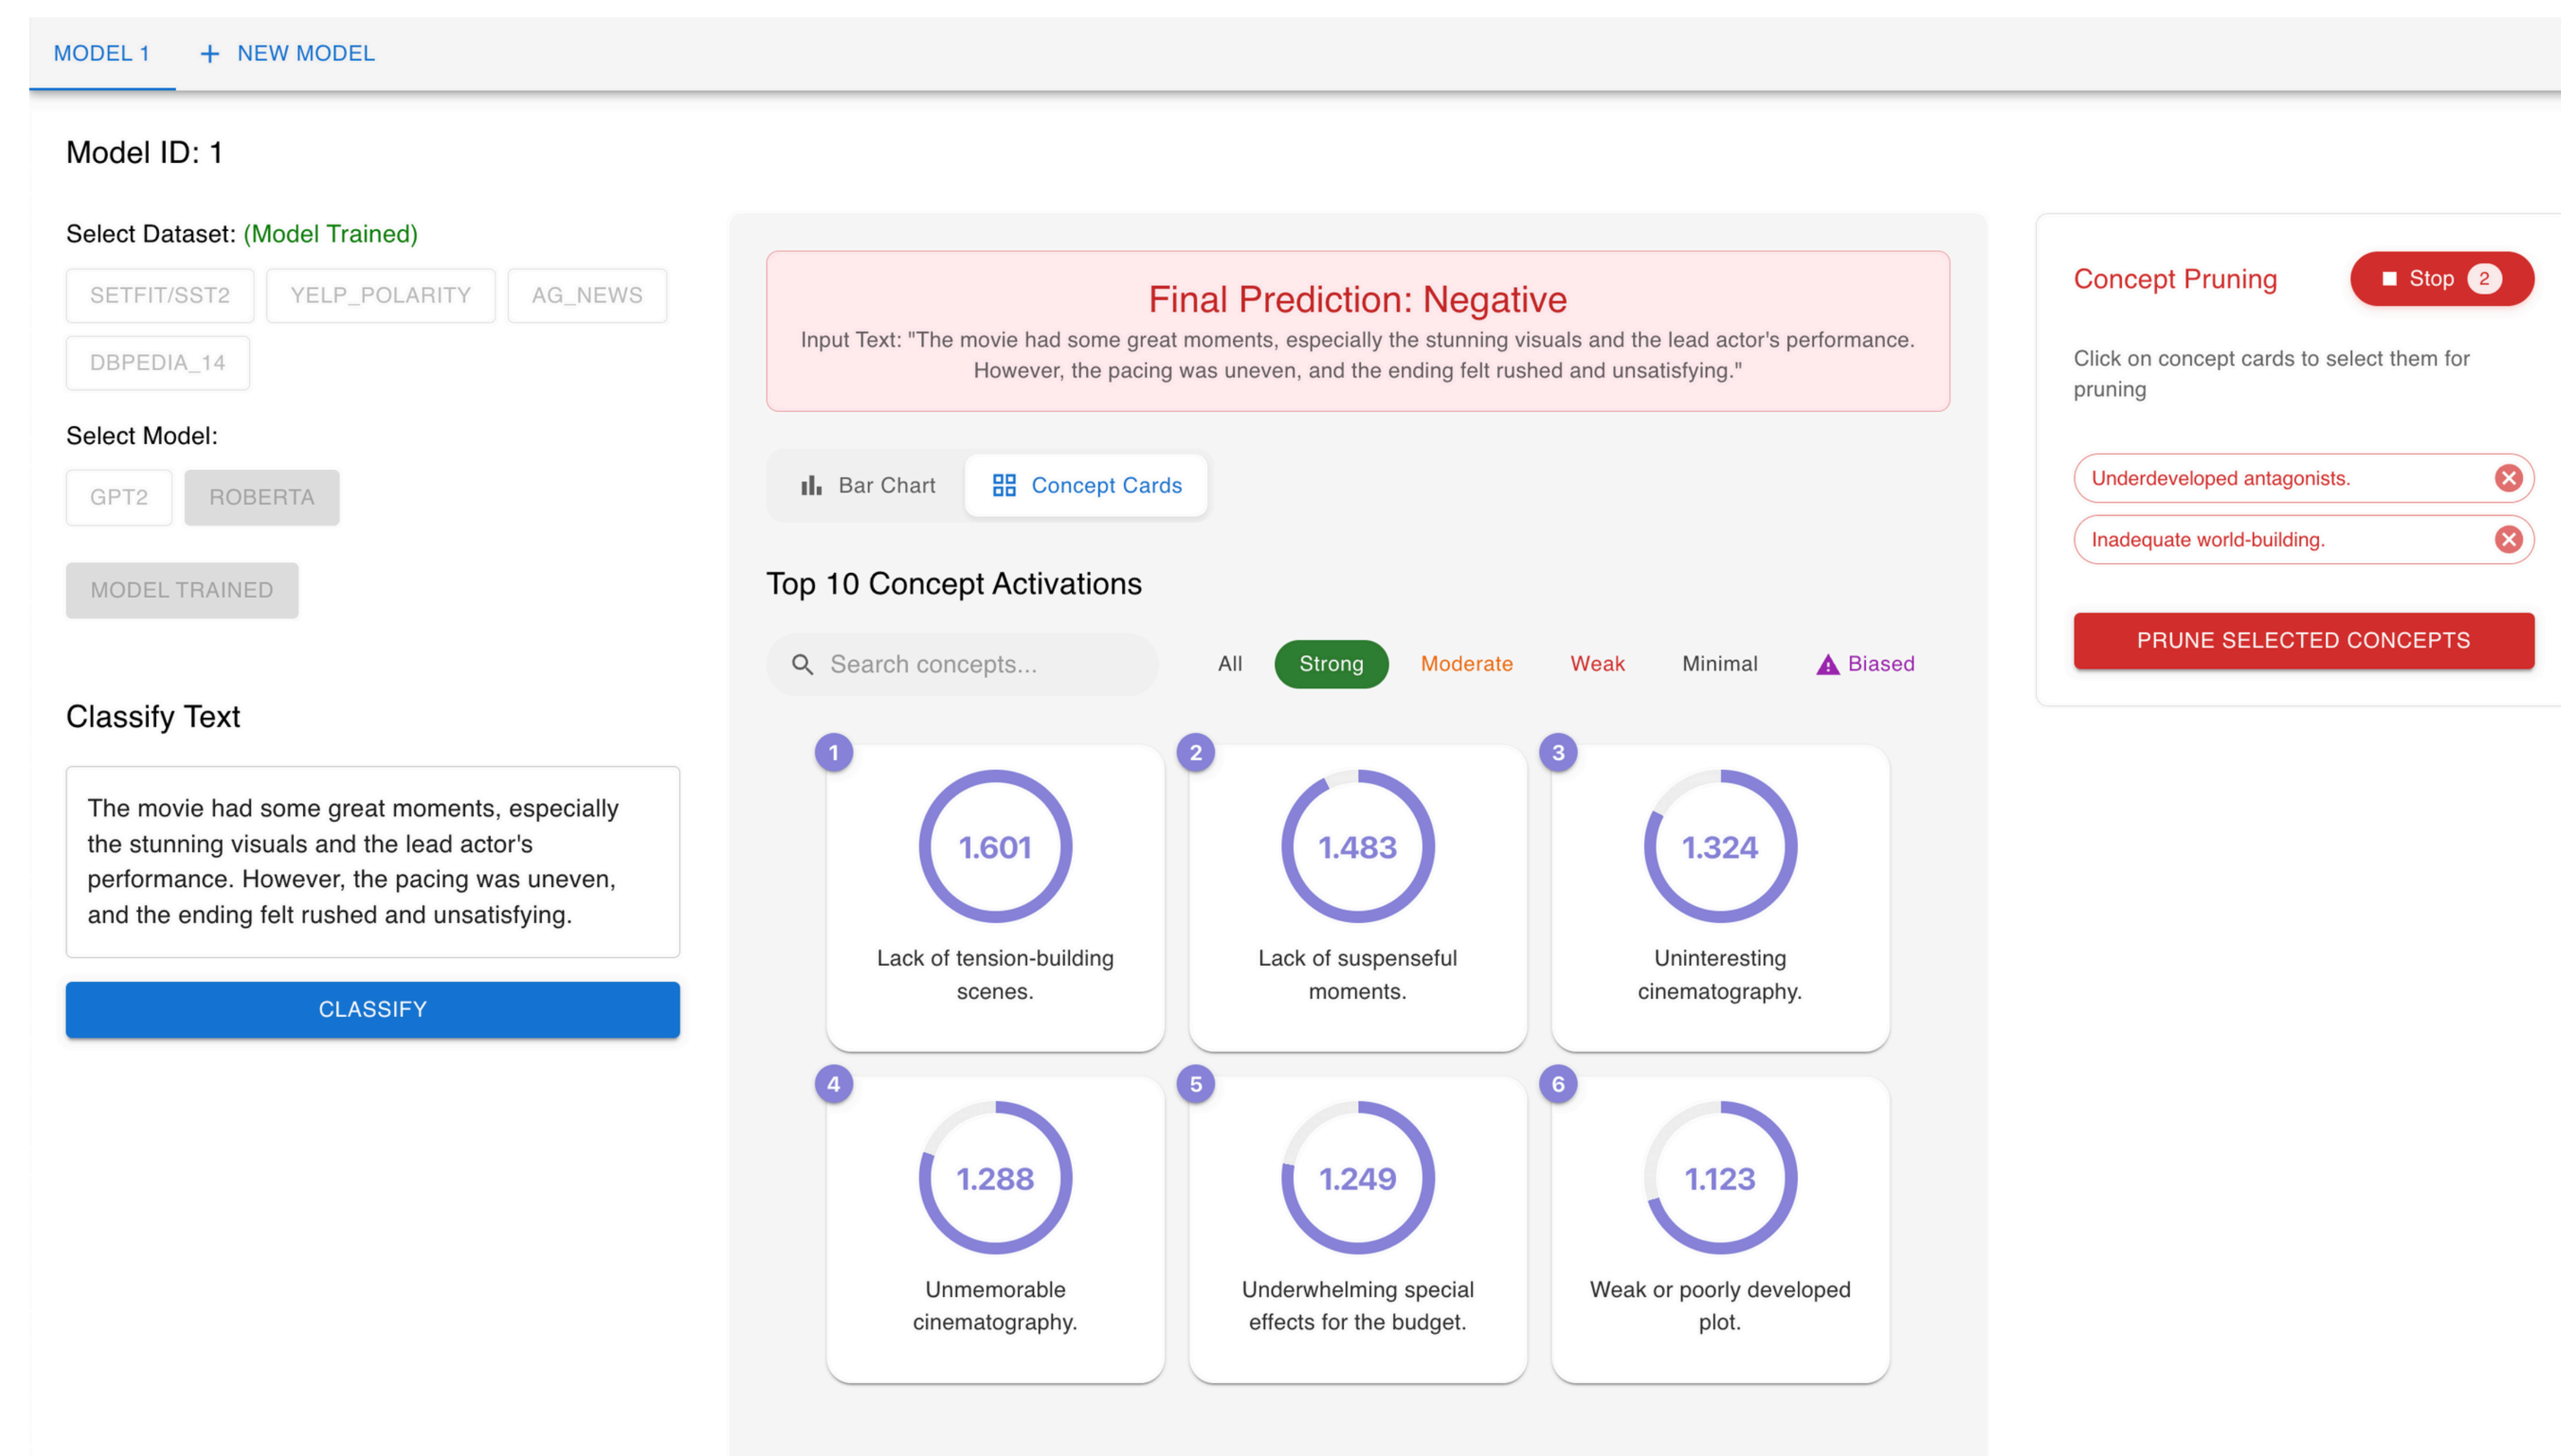 MODEL 1
+ NEW MODEL
Model ID: 1
Select Dataset: (Model Trained)
SETFIT/SST2
YELP_POLARITY
AG_NEWS
DBPEDIA_14
Select Model:
GPT2
ROBERTA
MODEL TRAINED
Classify Text
The movie had some great moments, especially
the stunning visuals and the lead actor's
performance. However, the pacing was uneven,
and the ending felt rushed and unsatisfying.
CLASSIFY
Final Prediction: Negative
Input Text: "The movie had some great moments, especially the stunning visuals and the lead actor's performance.
However, the pacing was uneven, and the ending felt rushed and unsatisfying."
Bar Chart
Concept Cards
Top 10 Concept Activations
Search concepts...
All
Strong
Moderate
Weak
Minimal
Biased
1
1.601
Lack of tension-building
scenes.
2
1.483
Lack of suspenseful
moments.
3
1.324
Uninteresting
cinematography.
4
1.288
Unmemorable
cinematography.
5
1.249
Underwhelming special
effects for the budget.
6
1.123
Weak or poorly developed
plot.
Concept Pruning
Stop 2
Click on concept cards to select them for
pruning
Underdeveloped antagonists.
Inadequate world-building.
PRUNE SELECTED CONCEPTS